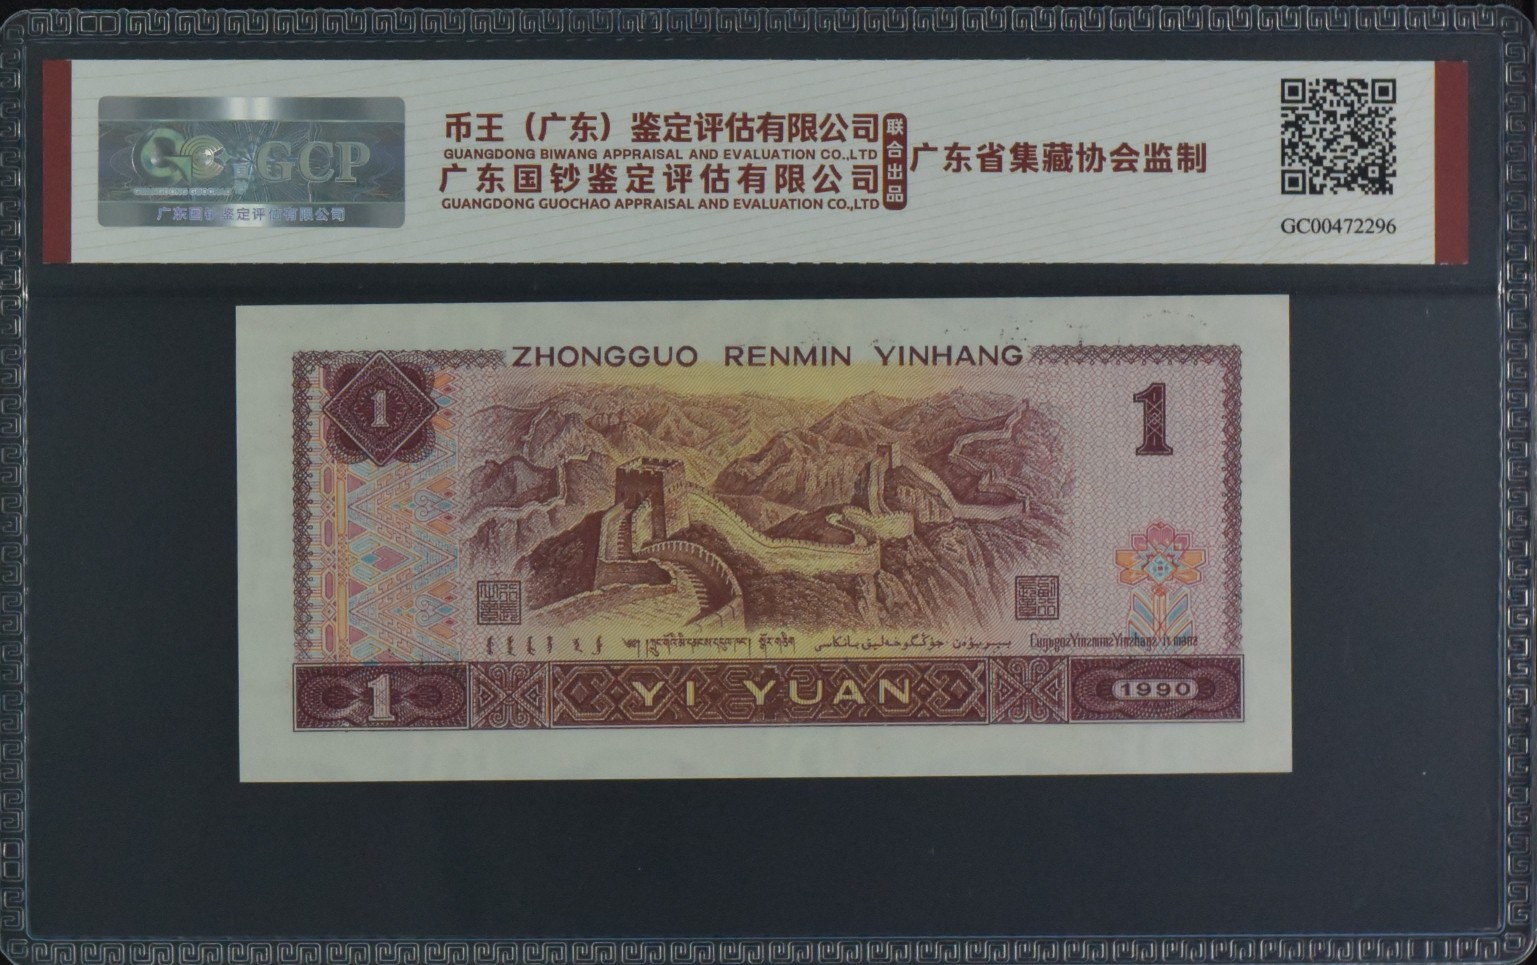 GCP
广东国钞鉴定评估有限公司
币王（广东）鉴定评估有限公司
GUANGDONG BIWANG APPRAISAL AND EVALUATION CO.,LTD
广东国钞鉴定评估有限公司
GUANGDONG GUOCHAO APPRAISAL AND EVALUATION CO.,LTD
联合出品
广东省集藏协会监制
GC00472296
ZHONGGUO RENMIN YINHANG
1
1
1
YI YUAN
1990